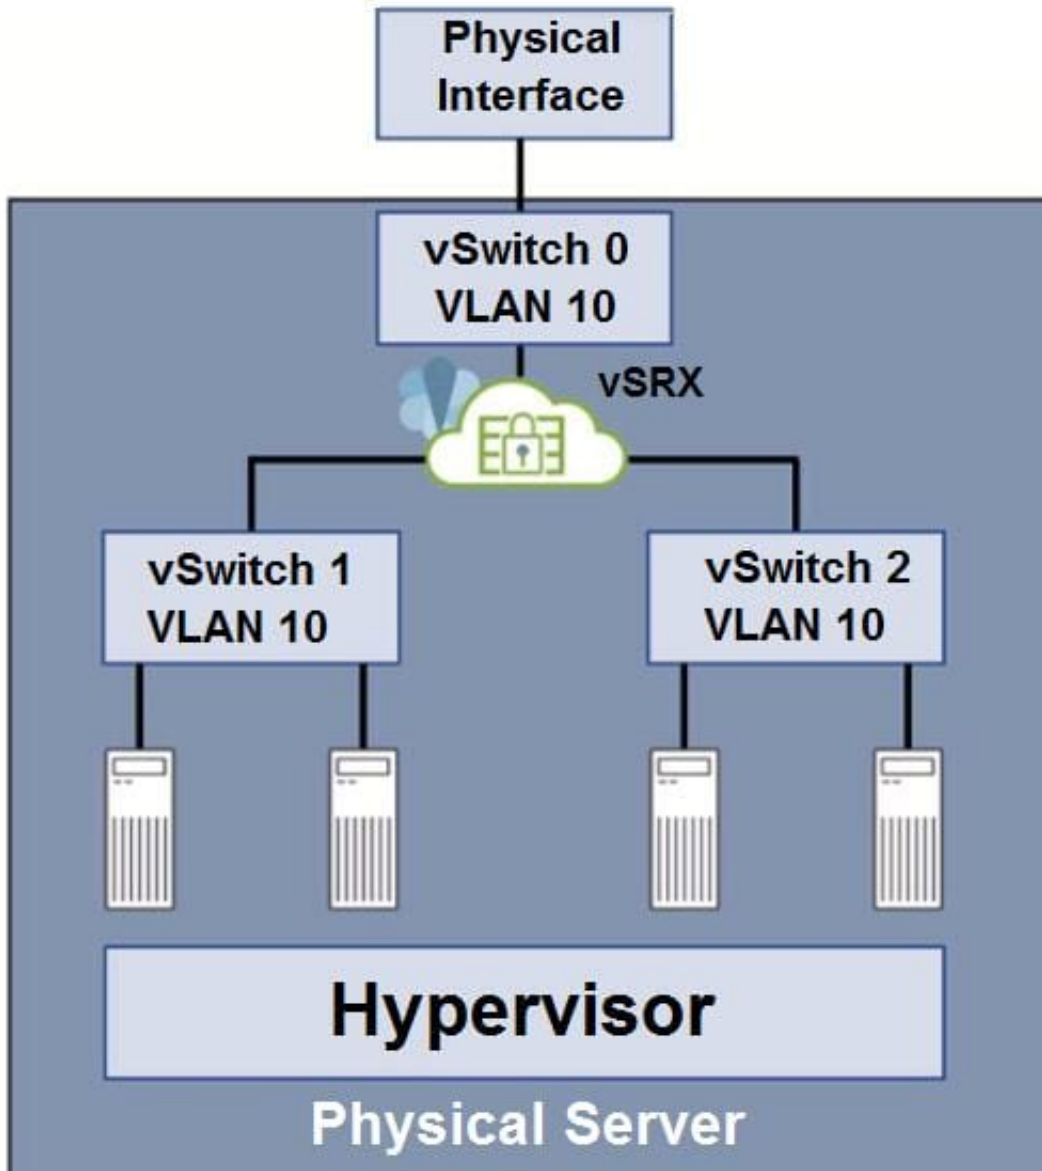 Physical
Interface
vSwitch 0
VLAN 10
vSRX
vSwitch 1
VLAN 10
vSwitch 2
VLAN 10
Hypervisor
Physical Server